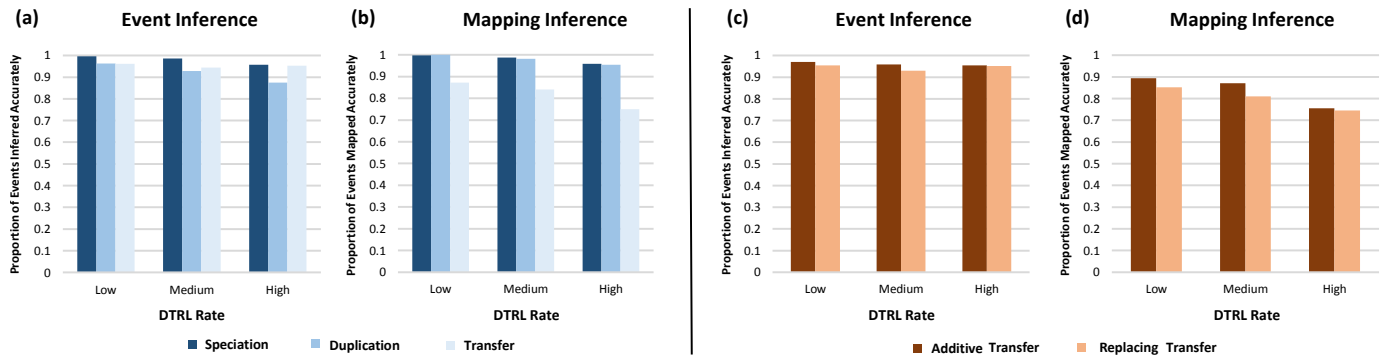 (a) Event Inference
Proportion of Events Inferred Accurately
1
0.9
0.8
0.7
0.6
0.5
0.4
0.3
0.2
0.1
0
Low Medium High
DTRL Rate
(b) Mapping Inference
Proportion of Events Mapped Accurately
1
0.9
0.8
0.7
0.6
0.5
0.4
0.3
0.2
0.1
0
Low Medium High
DTRL Rate
Speciation Duplication Transfer
(c) Event Inference
Proportion of Events Inferred Accurately
1
0.9
0.8
0.7
0.6
0.5
0.4
0.3
0.2
0.1
0
Low Medium High
DTRL Rate
(d) Mapping Inference
Proportion of Events Mapped Accurately
1
0.9
0.8
0.7
0.6
0.5
0.4
0.3
0.2
0.1
0
Low Medium High
DTRL Rate
Additive Transfer Replacing Transfer